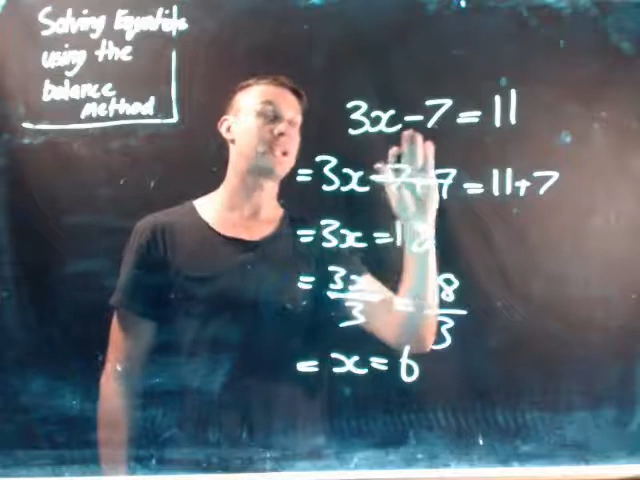 Solving Equations
using the
balance
method
3x - 7 = 11
= 3x - 7 + 7 = 11 + 7
= 3x = 18
= 3x/3 = 18/3
= x = 6